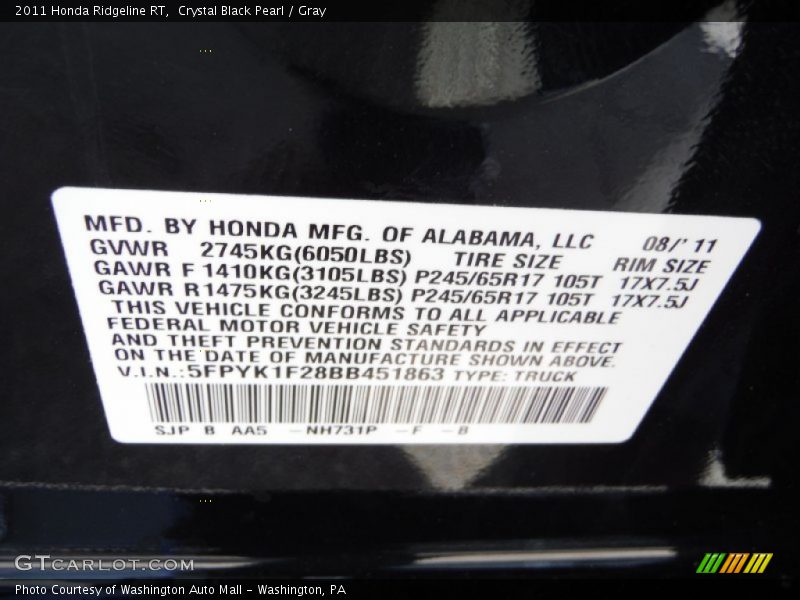 2011 Honda Ridgeline RT,  Crystal Black Pearl / Gray
MFD. BY HONDA MFG. OF ALABAMA, LLC 08/' 11
GVWR 2745KG(6050LBS) TIRE SIZE RIM SIZE
GAWR F 1410KG(3105LBS) P245/65R17 105T 17X7.5J
GAWR R 1475KG(3245LBS) P245/65R17 105T 17X7.5J
THIS VEHICLE CONFORMS TO ALL APPLICABLE
FEDERAL MOTOR VEHICLE SAFETY
AND THEFT PREVENTION STANDARDS IN EFFECT
ON THE DATE OF MANUFACTURE SHOWN ABOVE.
V.I.N.:5FPYK1F28BB451863 TYPE: TRUCK
SJP B AA5 -NH731P -F -B
GTCARLOT.COM
Photo Courtesy of Washington Auto Mall - Washington, PA